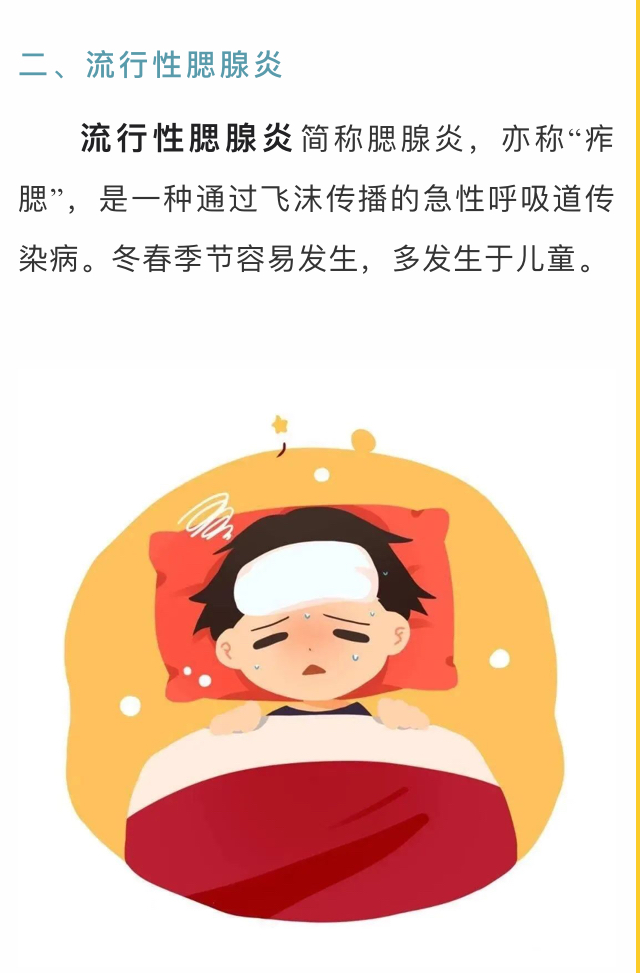 二、流行性腮腺炎
流行性腮腺炎简称腮腺炎，亦称“痄
腮”，是一种通过飞沫传播的急性呼吸道传
染病。冬春季节容易发生，多发生于儿童。